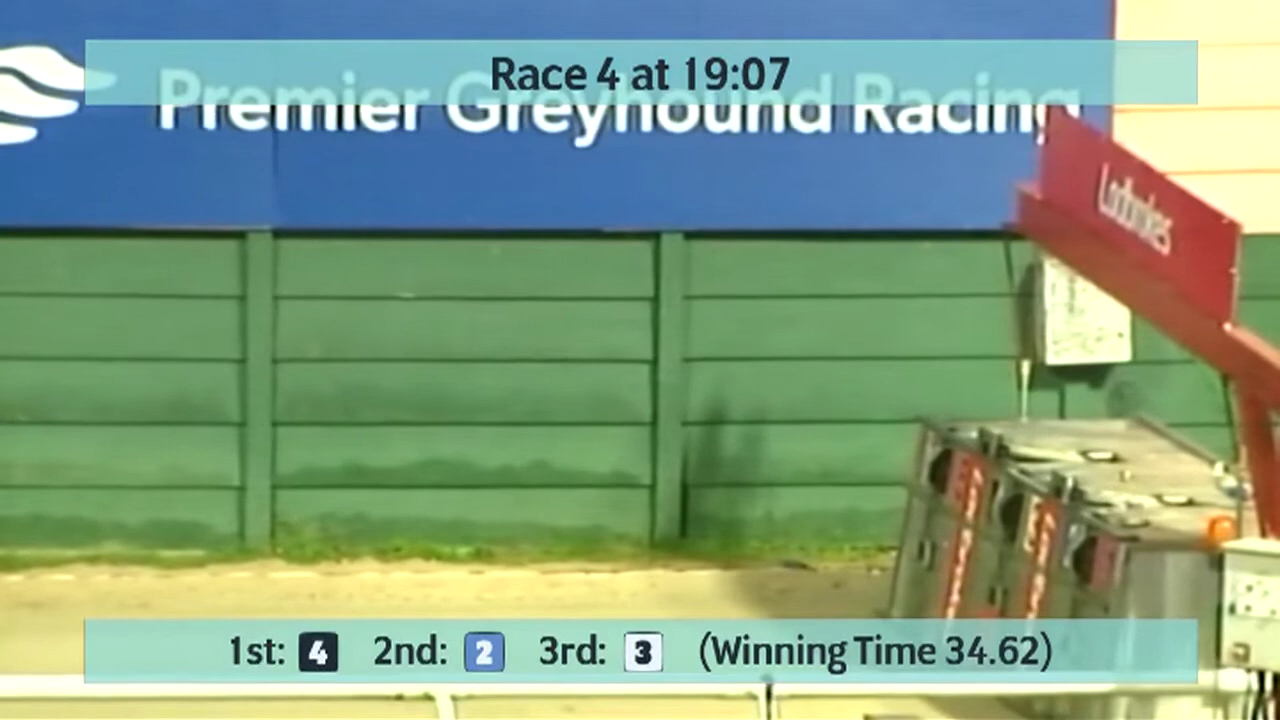 Race 4 at 19:07
Premier Greyhound Racing
Ladbrokes
1st: 4 2nd: 2 3rd: 3 (Winning Time 34.62)